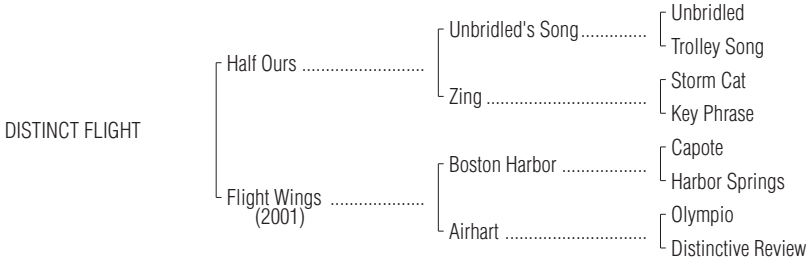 Unbridled
Unbridled's Song..............
Trolley Song
Half Ours ..........................
Storm Cat
Zing ..................................
Key Phrase
DISTINCT FLIGHT
Capote
Boston Harbor ..................
Harbor Springs
Flight Wings ....................
(2001)
Olympio
Airhart ..............................
Distinctive Review